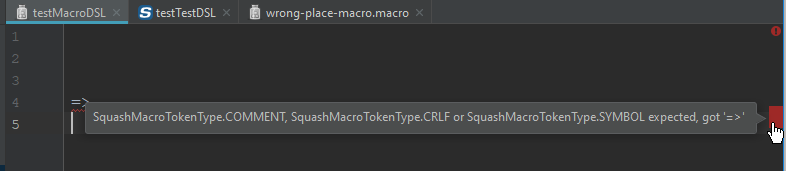 testMacroDSL testTestDSL wrong-place-macro.macro
1
2
3
4 =>
SquashMacroTokenType.COMMENT, SquashMacroTokenType.CRLF or SquashMacroTokenType.SYMBOL expected, got '=>'
5